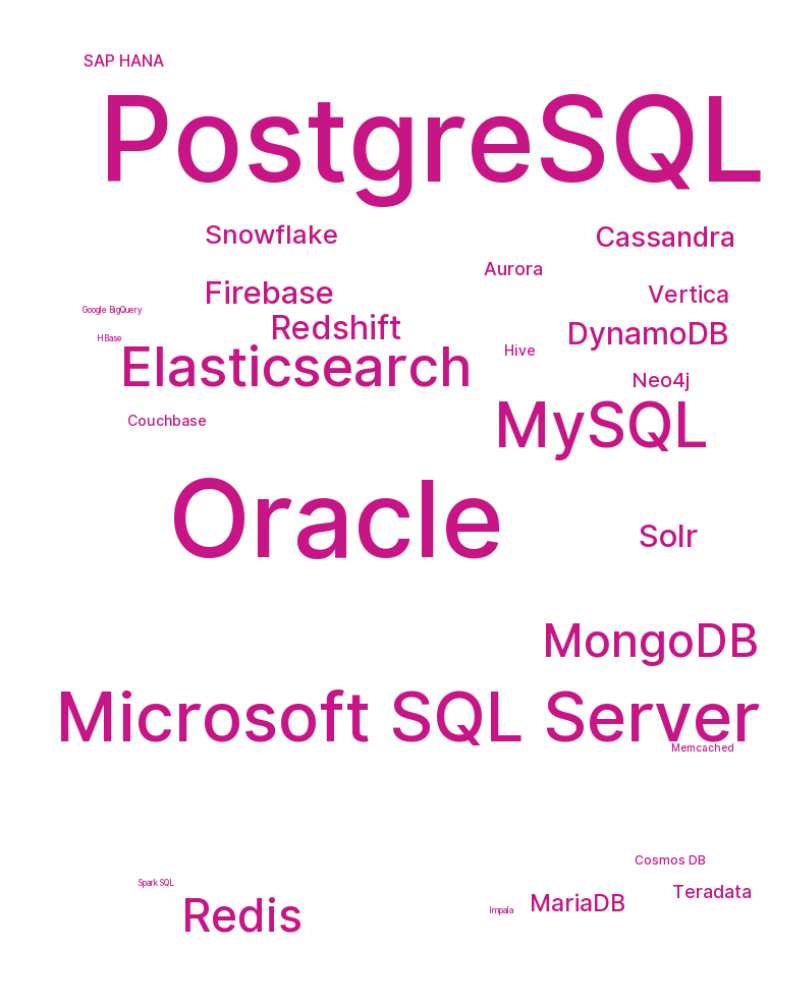 SAP HANA
PostgreSQL
Snowflake
Cassandra
Aurora
Firebase
Vertica
Google BigQuery
Redshift
DynamoDB
HBase
Hive
Elasticsearch
Neo4j
Couchbase
MySQL
Oracle
Solr
MongoDB
Microsoft SQL Server
Memcached
Cosmos DB
Spark SQL
Teradata
MariaDB
Impala
Redis